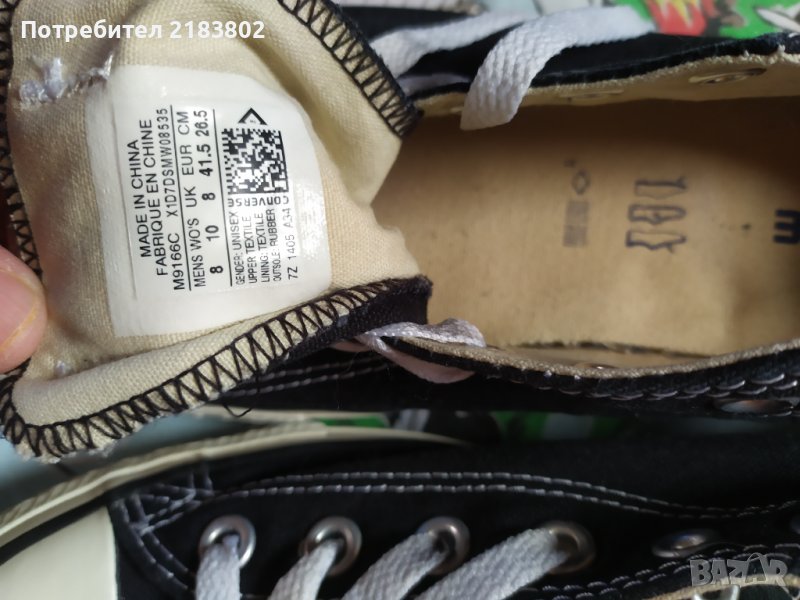 Потребител 2183802
MADE IN CHINA
FABRIQUE EN CHINE
M9166C X1D7DSMW08535
MENS WO'S UK EUR CM
8 10 8 41.5 26.5
GENDER: UNISEX
UPPER: TEXTILE
LINING: TEXTILE
OUTSOLE: RUBBER
7Z 1405 A34
CONVERSE
BAZAR